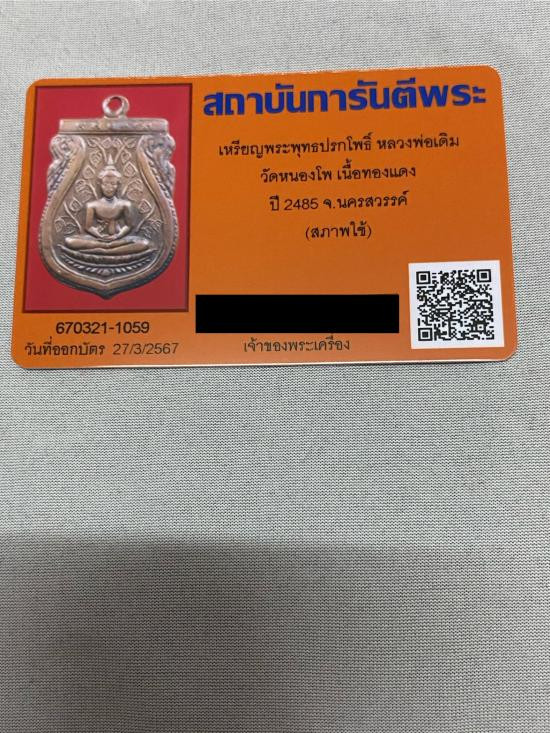 สถาบันการันตีพระ
เหรียญพระพุทธปรกโพธิ์ หลวงพ่อเดิม
วัดหนองโพ เนื้อทองแดง
ปี 2485 จ.นครสวรรค์
(สภาพใช้)
670321-1059
วันที่ออกบัตร 27/3/2567
เจ้าของพระเครื่อง